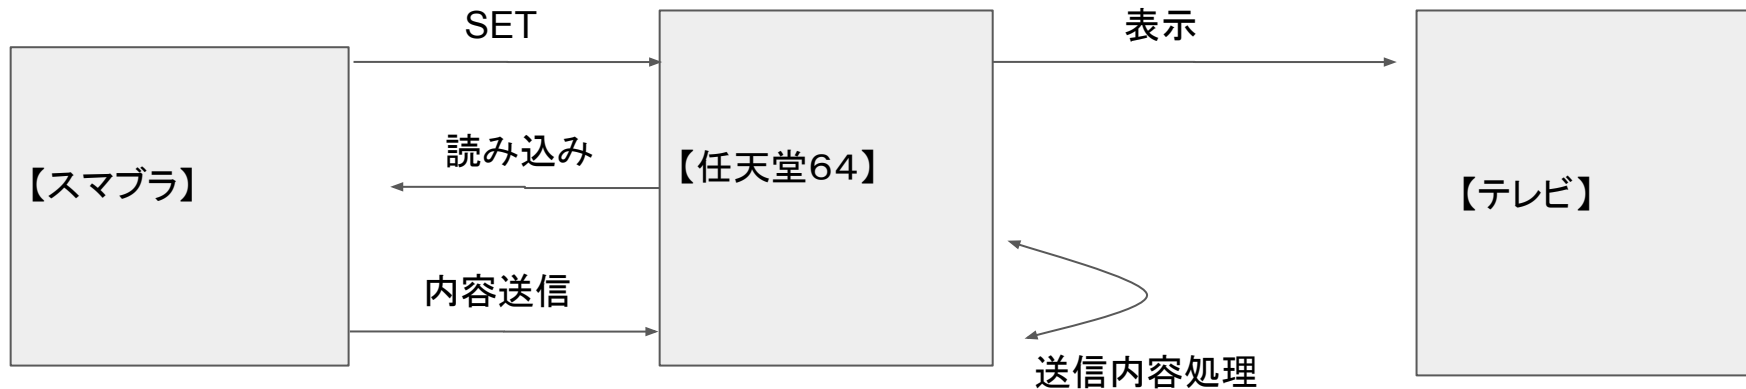 SET
表示
読み込み
【スマブラ】
【任天堂64】
【テレビ】
内容送信
送信内容処理